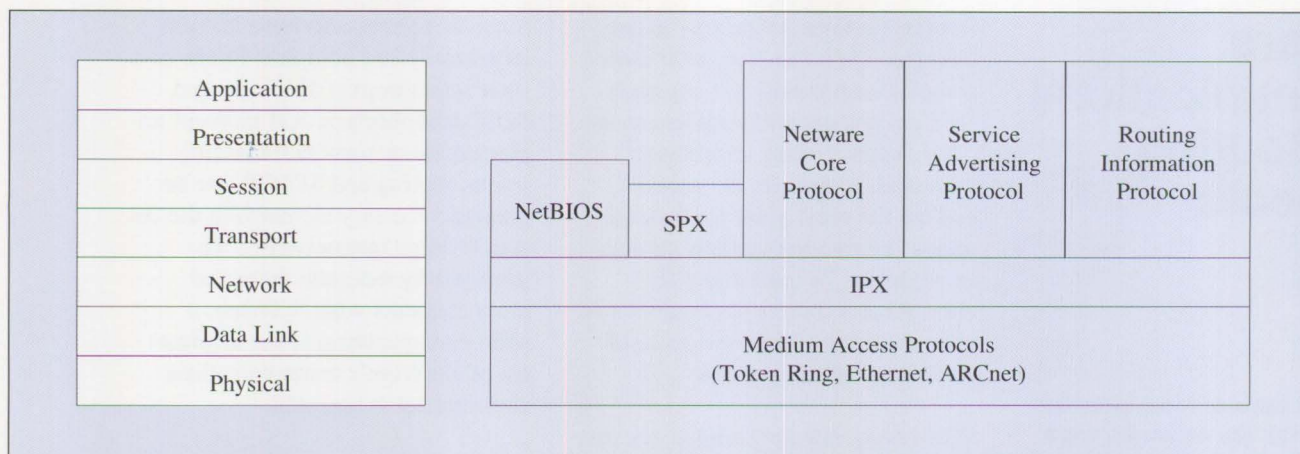 Application
Presentation
Session
Transport
Network
Data Link
Physical
NetBIOS
SPX
Netware
Core
Protocol
Service
Advertising
Protocol
Routing
Information
Protocol
IPX
Medium Access Protocols
(Token Ring, Ethernet, ARCnet)